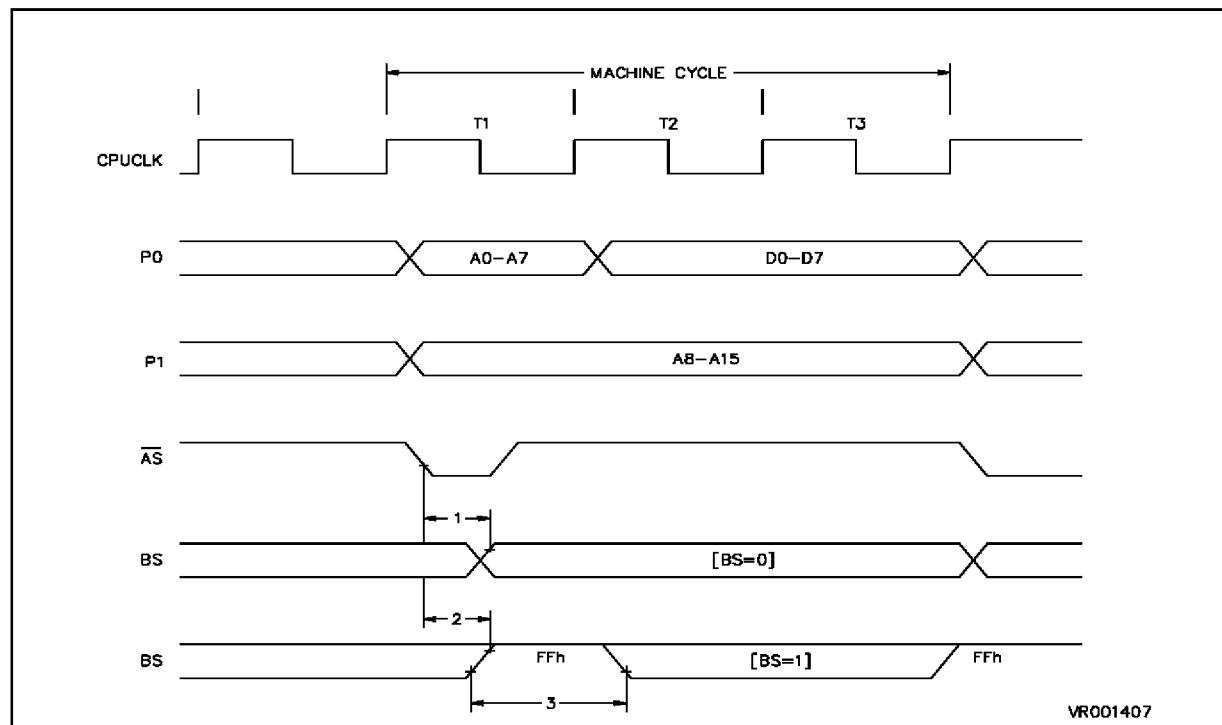 MACHINE CYCLE
T1 T2 T3
CPUCLK
P0 A0-A7 D0-D7
P1 A8-A15
AS
1
BS [BS=0]
2
BS FFh [BS=1] FFh
3
VR001407